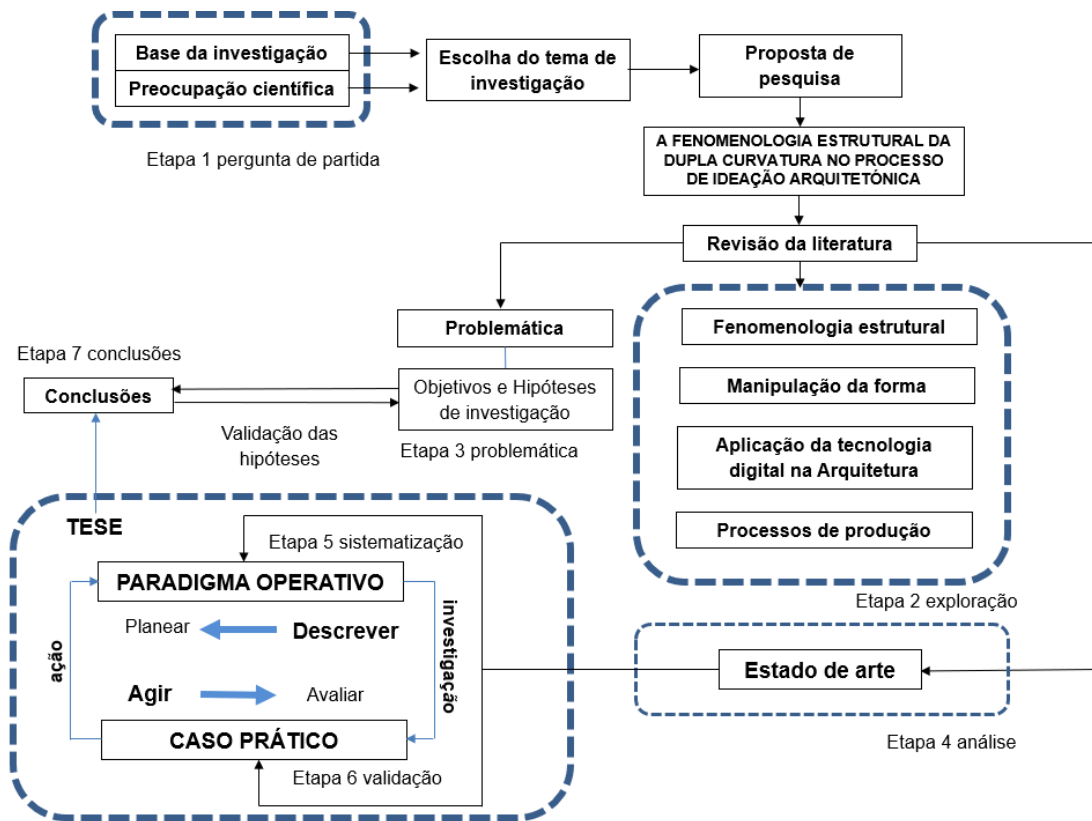 Base da investigação
Preocupação científica
Escolha do tema de
investigação
Proposta de
pesquisa
Etapa 1 pergunta de partida
A FENOMENOLOGIA ESTRUTURAL DA
DUPLA CURVATURA NO PROCESSO
DE IDEAÇÃO ARQUITETÓNICA
Revisão da literatura
Problemática
Objetivos e Hipóteses
de investigação
Etapa 3 problemática
Etapa 7 conclusões
Conclusões
Validação das
hipóteses
Fenomenologia estrutural
Manipulação da forma
Aplicação da tecnologia
digital na Arquitetura
Processos de produção
Etapa 2 exploração
TESE
Etapa 5 sistematização
PARADIGMA OPERATIVO
Planear
Descrever
ação
investigação
Agir
Avaliar
CASO PRÁTICO
Etapa 6 validação
Estado de arte
Etapa 4 análise